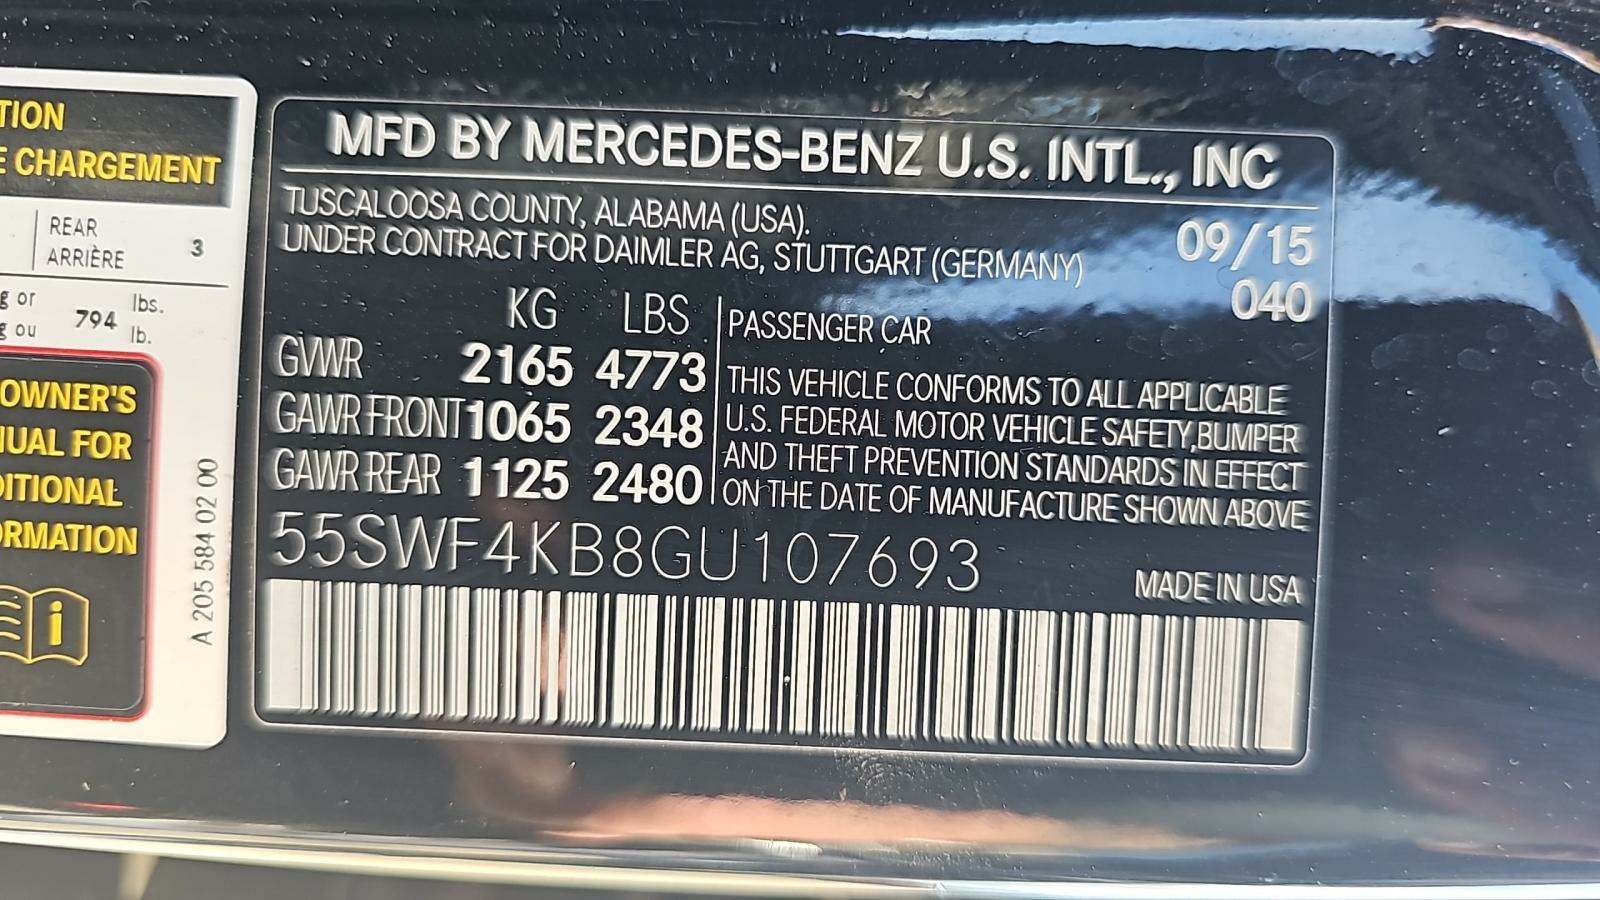 TION
E CHARGEMENT
REAR
ARRIÈRE 3
g or
g ou 794 lbs.
lb.
OWNER'S
NUAL FOR
DITIONAL
ORMATION
A 205 584 02 00
MFD BY MERCEDES-BENZ U.S. INTL., INC
TUSCALOOSA COUNTY, ALABAMA (USA).
UNDER CONTRACT FOR DAIMLER AG, STUTTGART (GERMANY)
09/15
040
KG LBS
GVWR 2165 4773
GAWR FRONT 1065 2348
GAWR REAR 1125 2480
PASSENGER CAR
THIS VEHICLE CONFORMS TO ALL APPLICABLE
U.S. FEDERAL MOTOR VEHICLE SAFETY,BUMPER
AND THEFT PREVENTION STANDARDS IN EFFECT
ON THE DATE OF MANUFACTURE SHOWN ABOVE
55SWF4KB8GU107693
MADE IN USA